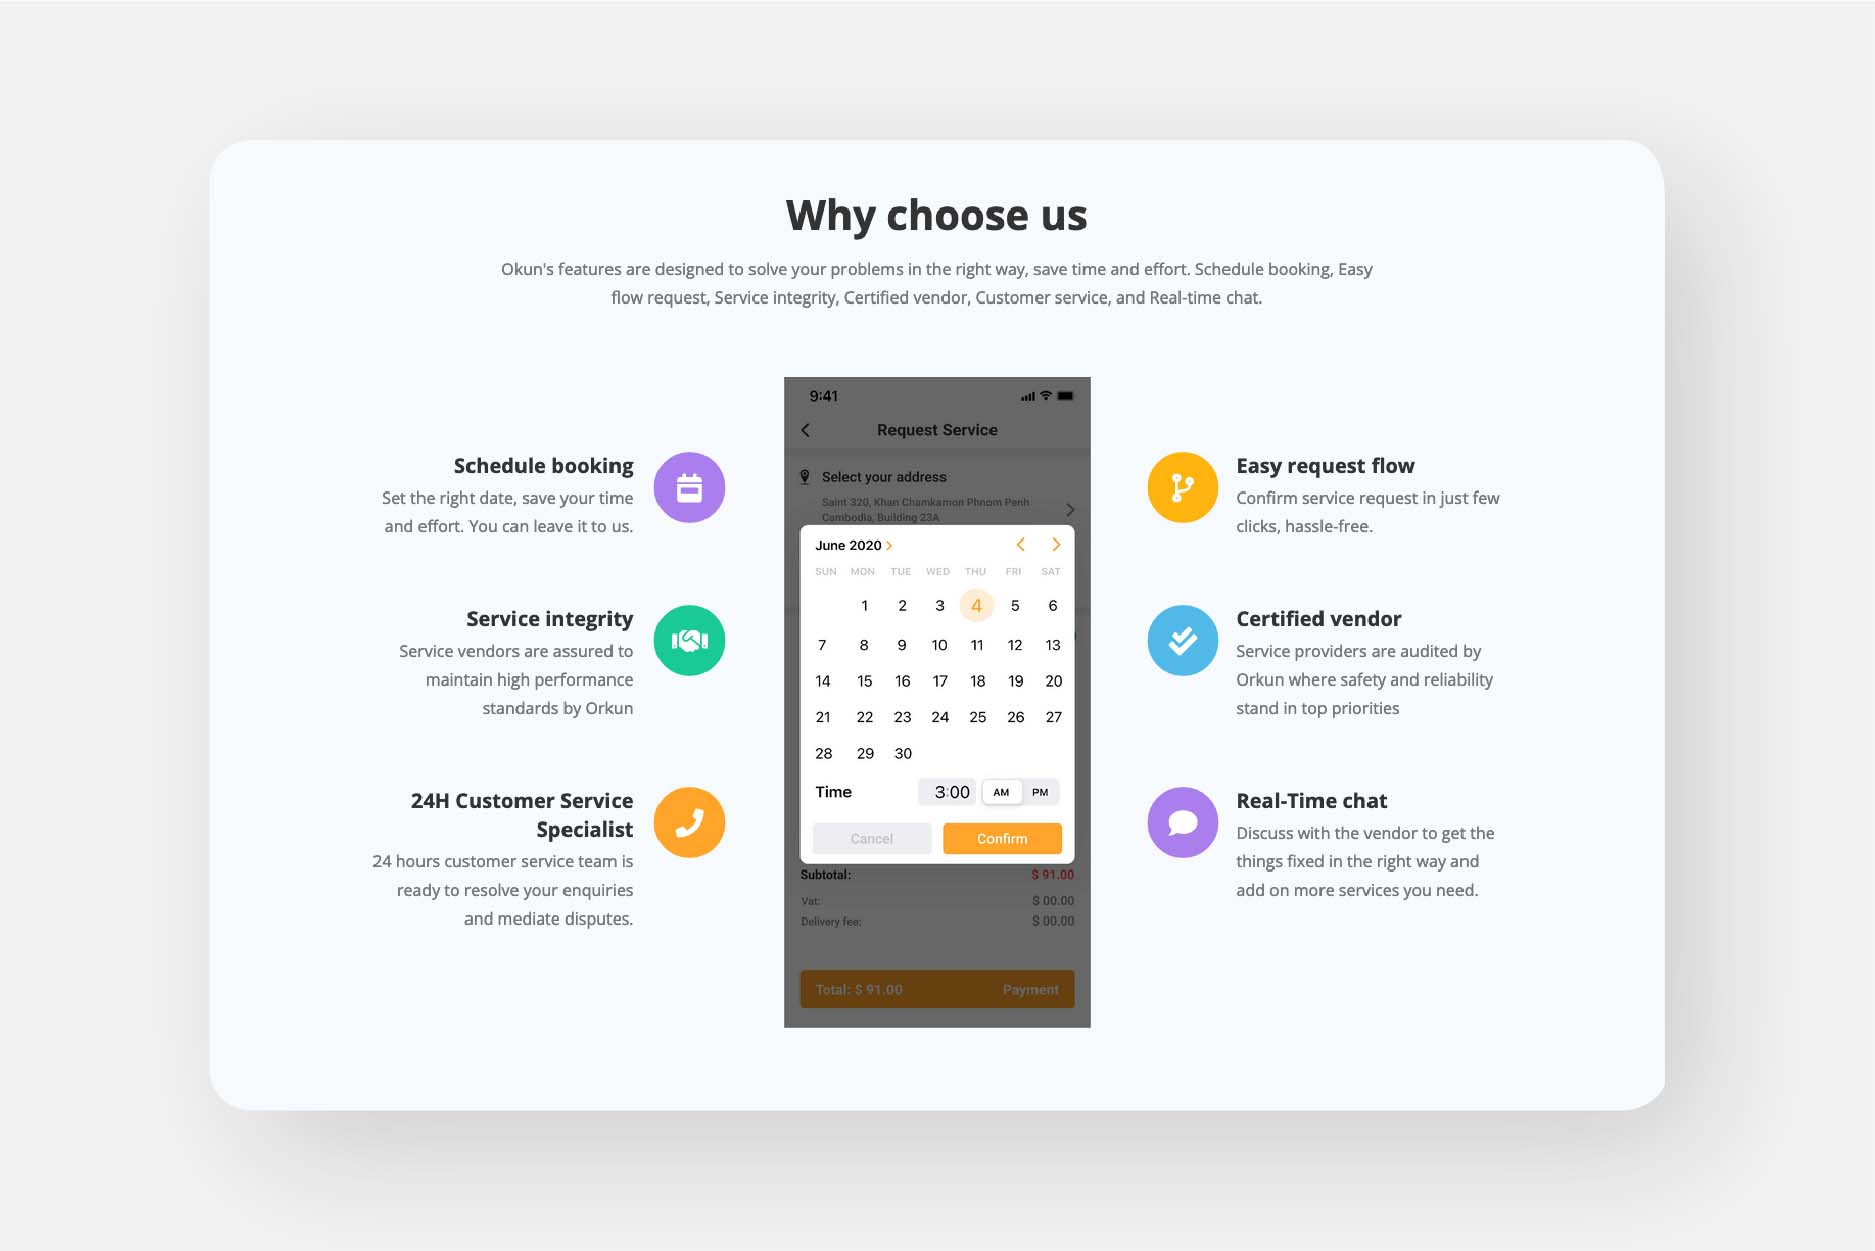 Why choose us
Okun's features are designed to solve your problems in the right way, save time and effort. Schedule booking, Easy
flow request, Service integrity, Certified vendor, Customer service, and Real-time chat.
Schedule booking
Set the right date, save your time
and effort. You can leave it to us.
Service integrity
Service vendors are assured to
maintain high performance
standards by Orkun
24H Customer Service
Specialist
24 hours customer service team is
ready to resolve your enquiries
and mediate disputes.
9:41
Request Service
Select your address
Saint 320, Khan Chamkamon Phnom Penh
Cambodia, Building 23A
June 2020
SUN MON TUE WED THU FRI SAT
1 2 3 4 5 6
7 8 9 10 11 12 13
14 15 16 17 18 19 20
21 22 23 24 25 26 27
28 29 30
Time 3:00 AM PM
Cancel Confirm
Subtotal: $ 91.00
Vat: $ 00.00
Delivery fee: $ 00.00
Total: $ 91.00 Payment
Easy request flow
Confirm service request in just few
clicks, hassle-free.
Certified vendor
Service providers are audited by
Orkun where safety and reliability
stand in top priorities
Real-Time chat
Discuss with the vendor to get the
things fixed in the right way and
add on more services you need.